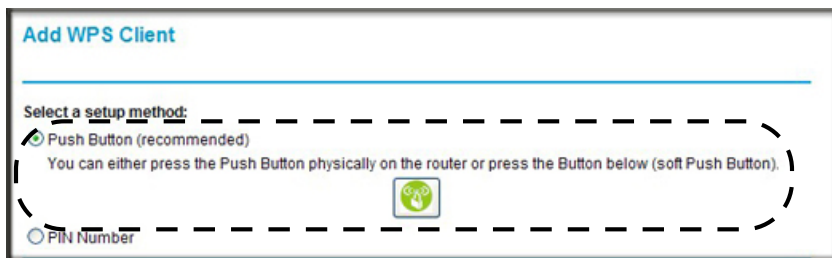 Add WPS Client
Select a setup method:
Push Button (recommended)
You can either press the Push Button physically on the router or press the Button below (soft Push Button).
PIN Number